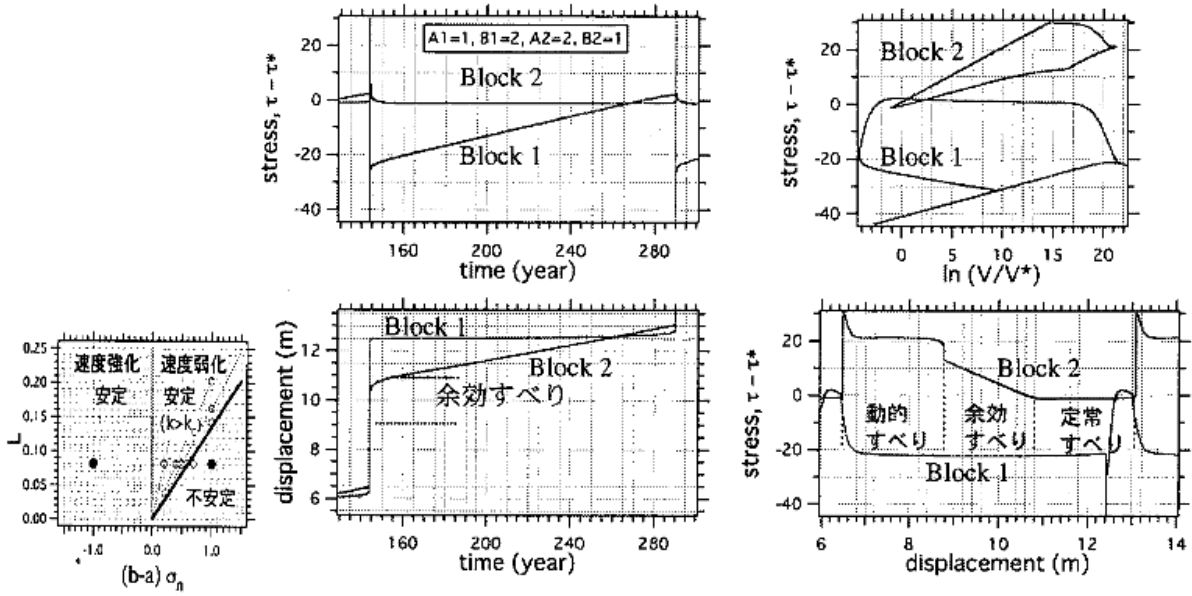 A1=1, B1=2, A2=2, B2=1
Block 2
Block 1
stress, τ - τ*
20
0
-20
-40
160
200
240
280
time (year)
Block 2
Block 1
stress, τ - τ*
20
0
-20
-40
0
5
10
15
20
ln (V/V*)
速度強化
安定
速度弱化
安定
(k>kc)
不安定
L
0.25
0.20
0.15
0.10
0.05
0.00
-1.0
0.0
1.0
(b-a) σn
Block 1
Block 2
余効すべり
displacement (m)
12
10
8
6
160
200
240
280
time (year)
Block 2
動的
すべり
余効
すべり
定常
すべり
Block 1
stress, τ - τ*
20
0
-20
-40
6
8
10
12
14
displacement (m)